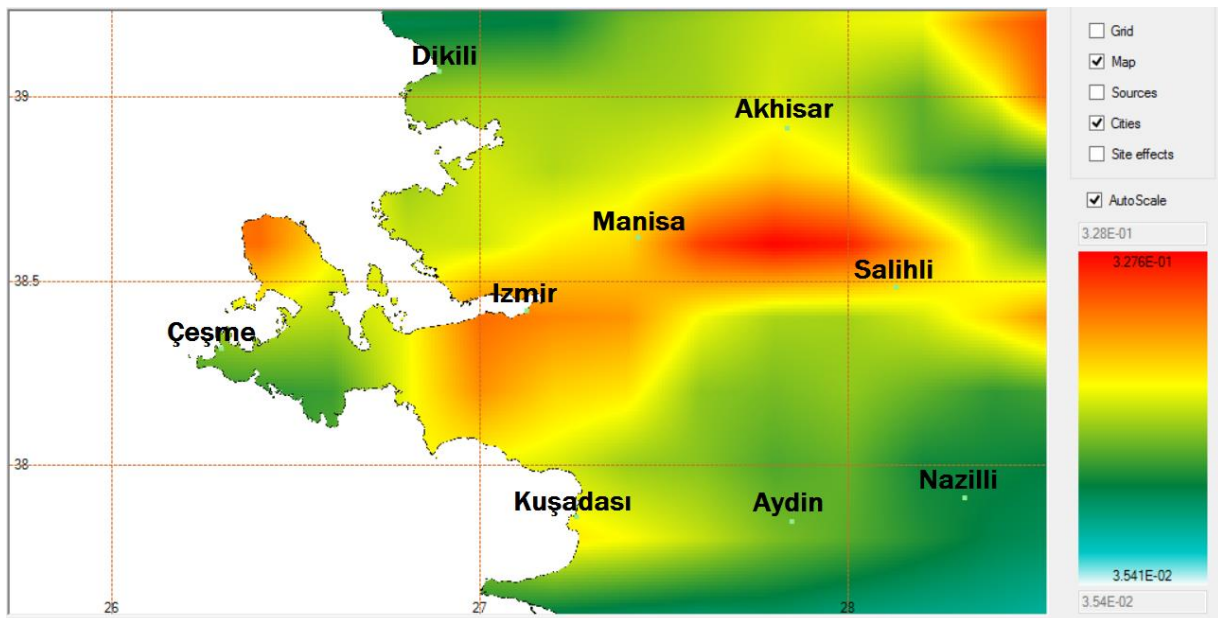 Dikili
39
Akhisar
Manisa
Salihli
38.5
Izmir
Çeşme
38
Nazilli
Kuşadası
Aydin
26
27
28
Grid
Map
Sources
Cities
Site effects
AutoScale
3.28E-01
3.276E-01
3.541E-02
3.54E-02